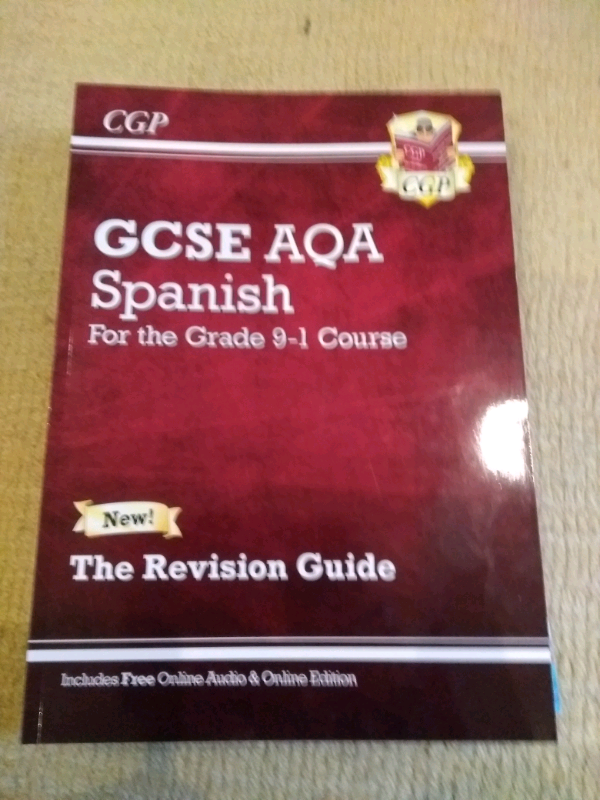 CGP
CGP
GCSE AQA
Spanish
For the Grade 9-1 Course
New!
The Revision Guide
Includes Free Online Audio & Online Edition